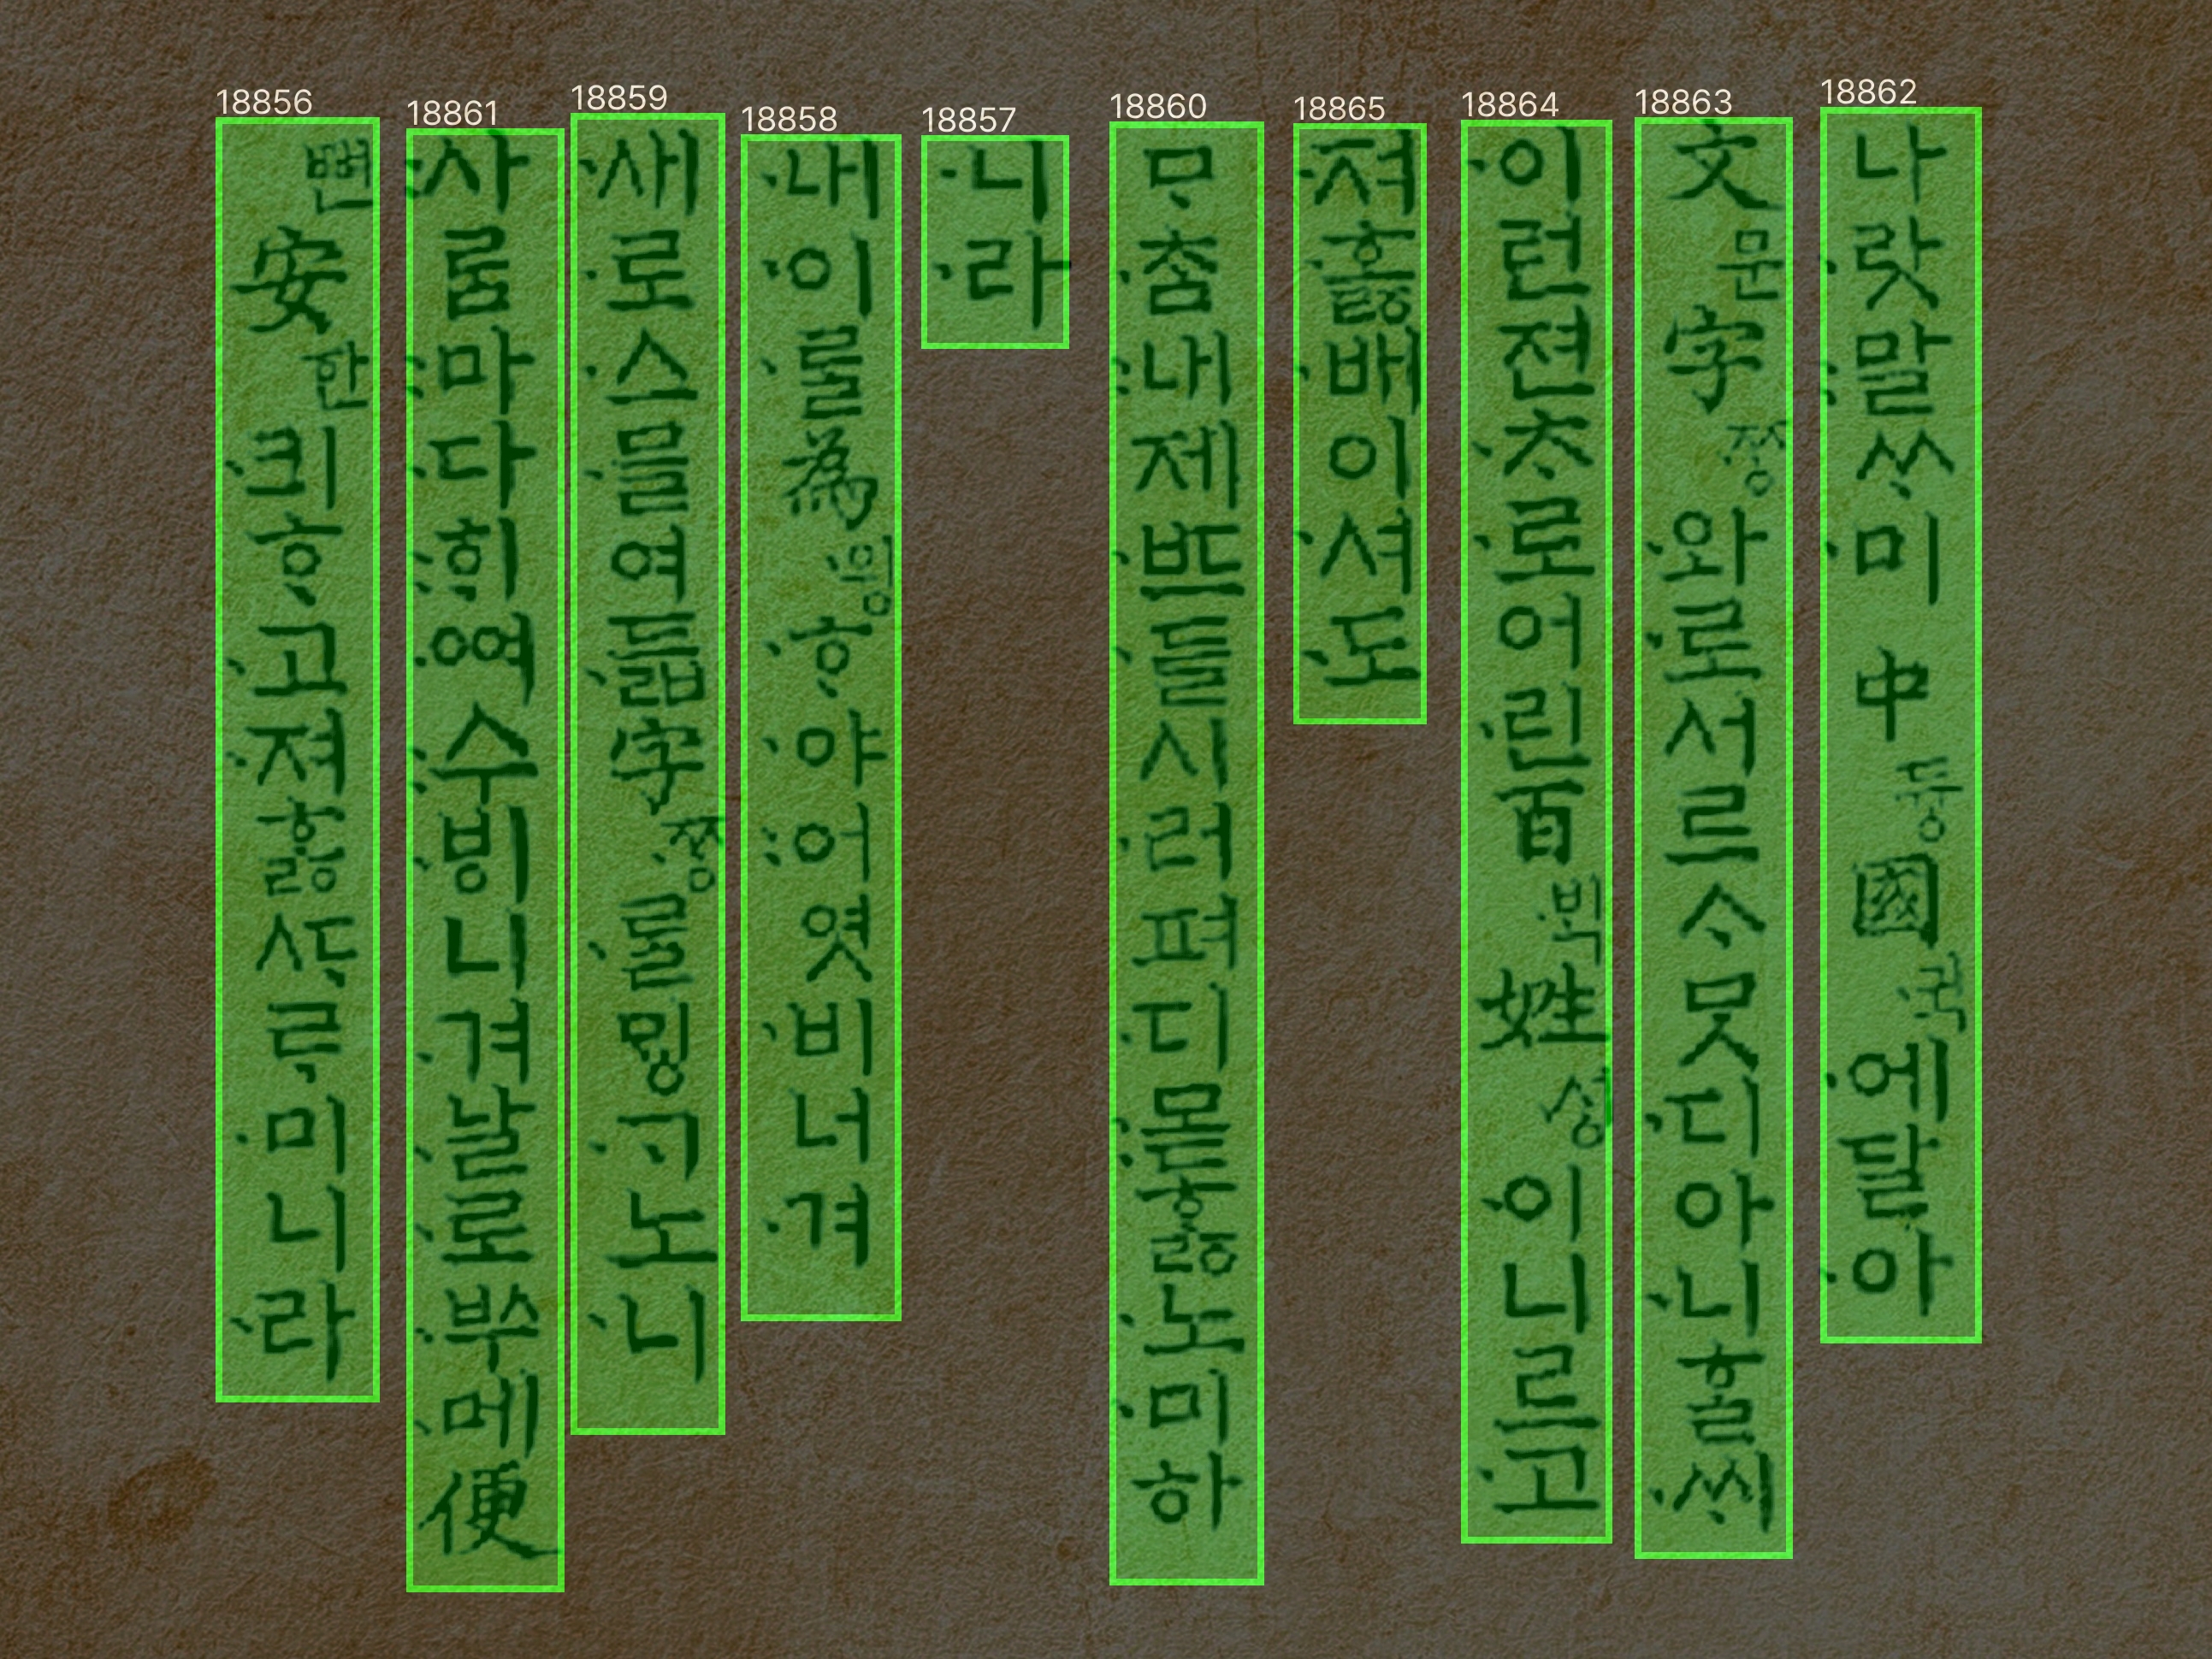 나랏말ᄊᆞ미中듕國귁에달아
文문字ᄍᆞᆼ와로서르ᄉᆞᄆᆞᆺ디아니ᄒᆞᆯᄊᆡ
이런젼ᄎᆞ로어린百ᄇᆡᆨ姓셩이니르고
져ᄒᆞᇙ배이셔도
ᄆᆞᄎᆞᆷ내제ᄠᅳ들시러펴디몯ᄒᆞᇙ노미하
니라
내이ᄅᆞᆯ為윙ᄒᆞ야어엿비너겨
새로스믈여듧字ᄍᆞᆼᄅᆞᆯᄆᆡᇰᄀᆞ노니
사ᄅᆞᆷ마다ᄒᆡᅇᅧ수ᄫᅵ니겨날로ᄡᅮ메便
뼌安한킈ᄒᆞ고져ᄒᆞᇙᄯᆞᄅᆞ미니라
18856
18861
18859
18858
18857
18860
18865
18864
18863
18862